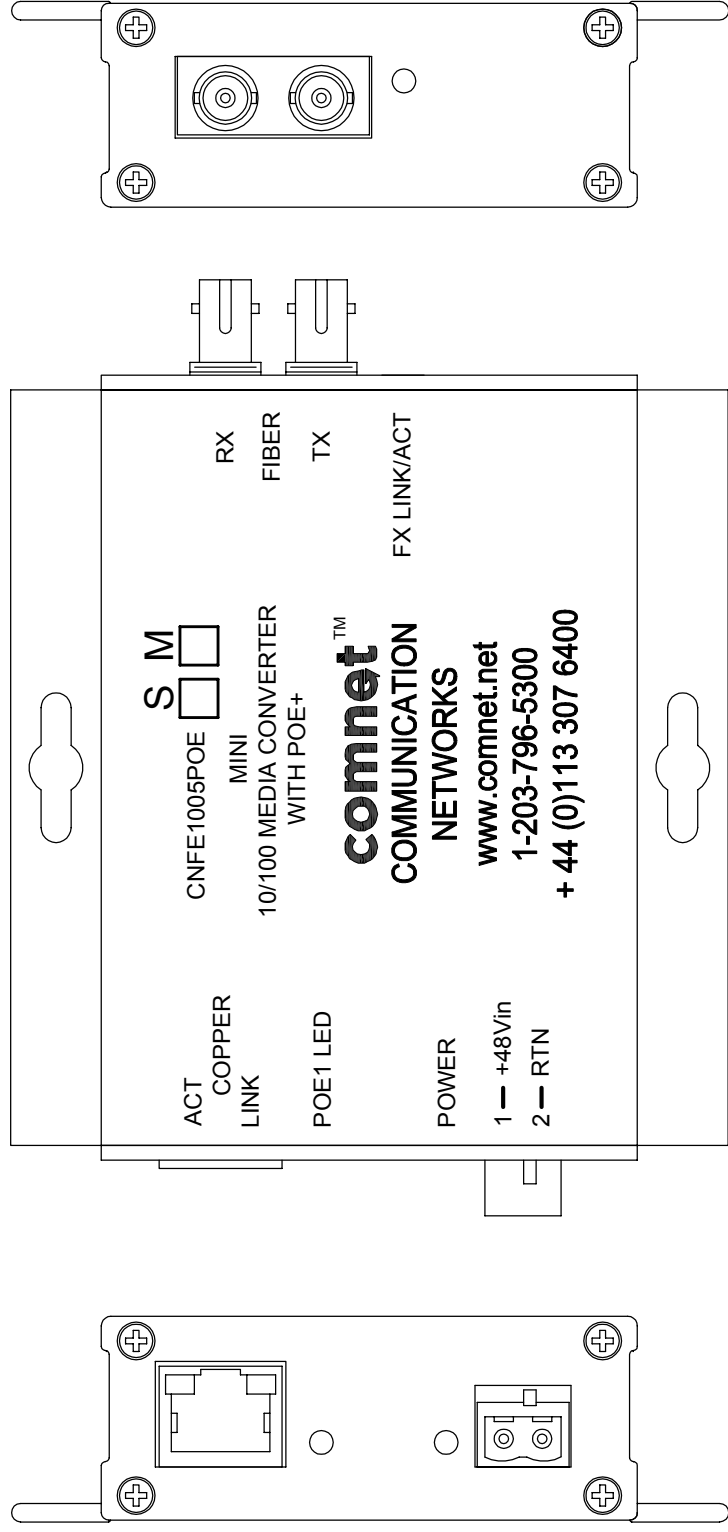 ACT
COPPER
LINK
POE1 LED
POWER
1 — +48Vin
2 — RTN
S M
CNFE1005POE
MINI
10/100 MEDIA CONVERTER
WITH POE+
comnet™
COMMUNICATION
NETWORKS
www.comnet.net
1-203-796-5300
+ 44 (0)113 307 6400
RX
FIBER
TX
FX LINK/ACT